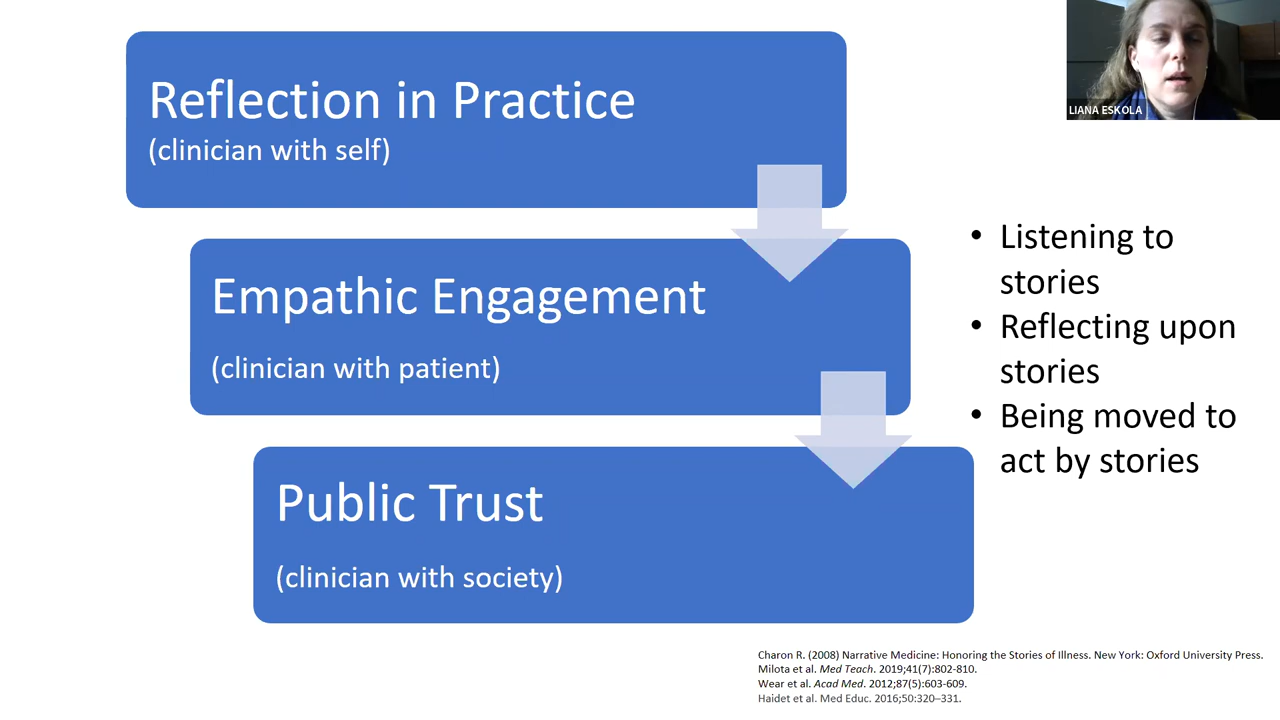 Reflection in Practice
(clinician with self)
LIANA ESKOLA
Empathic Engagement
(clinician with patient)
Public Trust
(clinician with society)
• Listening to
stories
• Reflecting upon
stories
• Being moved to
act by stories
Charon R. (2008) Narrative Medicine: Honoring the Stories of Illness. New York: Oxford University Press.
Milota et al. Med Teach. 2019;41(7):802-810.
Wear et al. Acad Med. 2012;87(5):603-609.
Haidet et al. Med Educ. 2016;50:320–331.